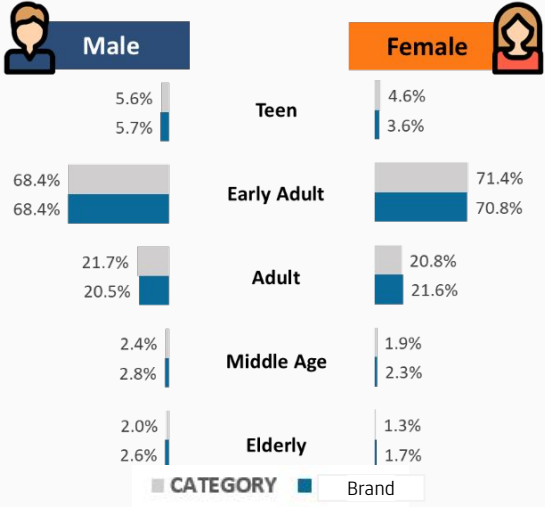 Male Female
5.6% 4.6%
Teen
5.7% 3.6%
68.4% 71.4%
Early Adult
68.4% 70.8%
21.7% 20.8%
Adult
20.5% 21.6%
2.4% 1.9%
Middle Age
2.8% 2.3%
2.0% 1.3%
Elderly
2.6% 1.7%
CATEGORY Brand